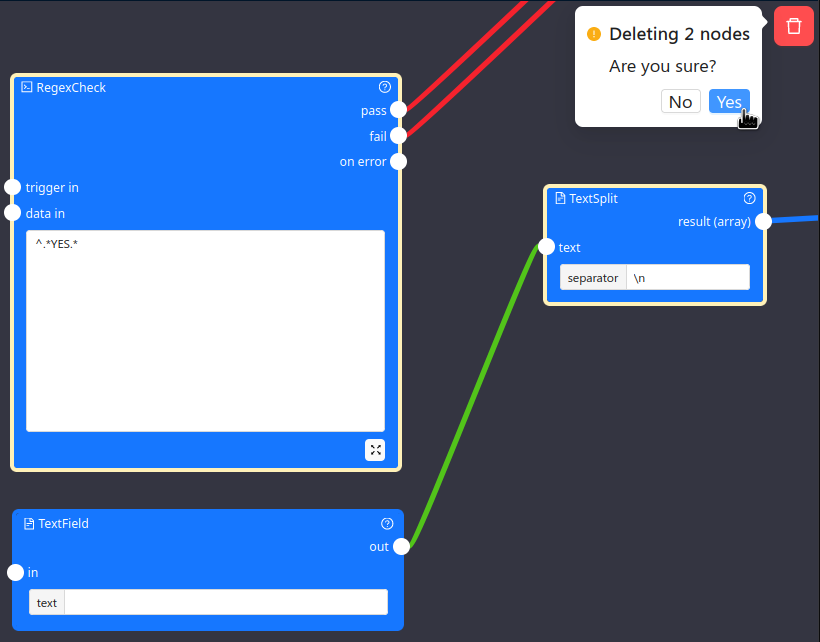 Deleting 2 nodes
Are you sure?
No Yes
RegexCheck
pass
fail
on error
trigger in
data in
^.*YES.*
TextSplit
result (array)
text
separator \n
TextField
out
in
text